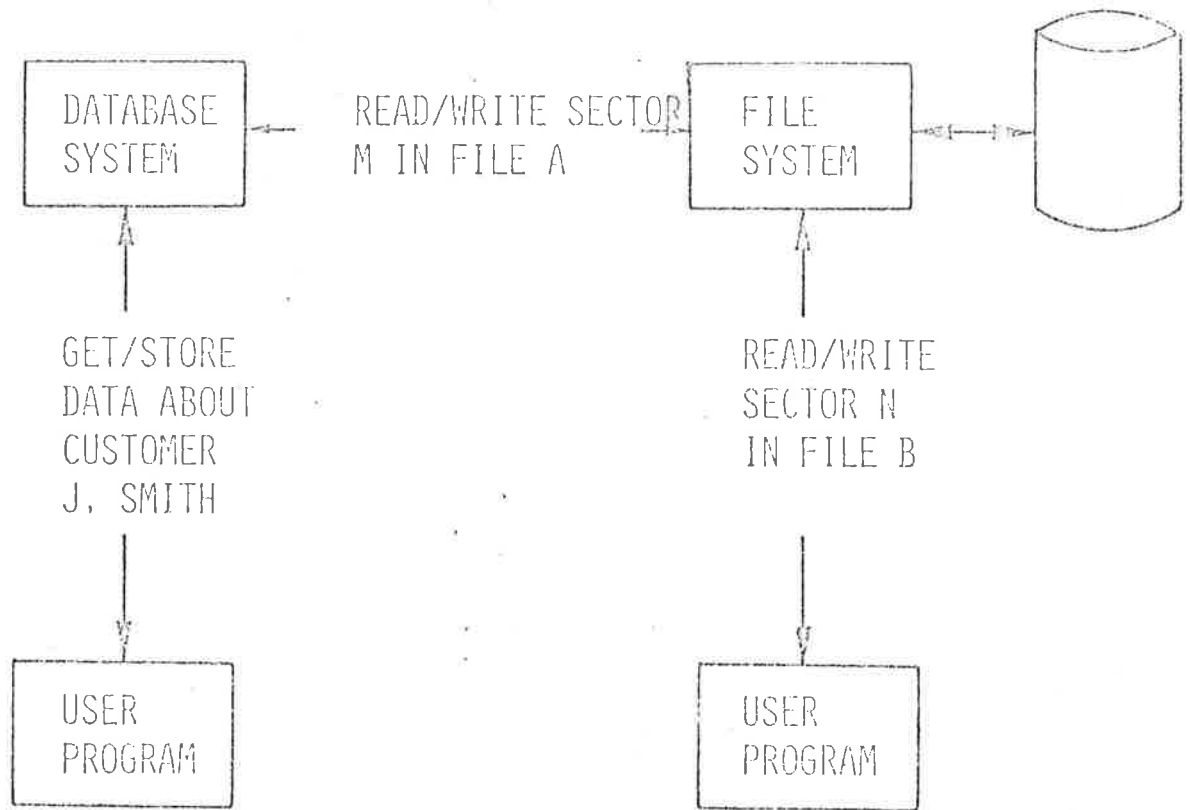 DATABASE
SYSTEM
READ/WRITE SECTOR
M IN FILE A
FILE
SYSTEM
GET/STORE
DATA ABOUT
CUSTOMER
J. SMITH
READ/WRITE
SECTOR N
IN FILE B
USER
PROGRAM
USER
PROGRAM